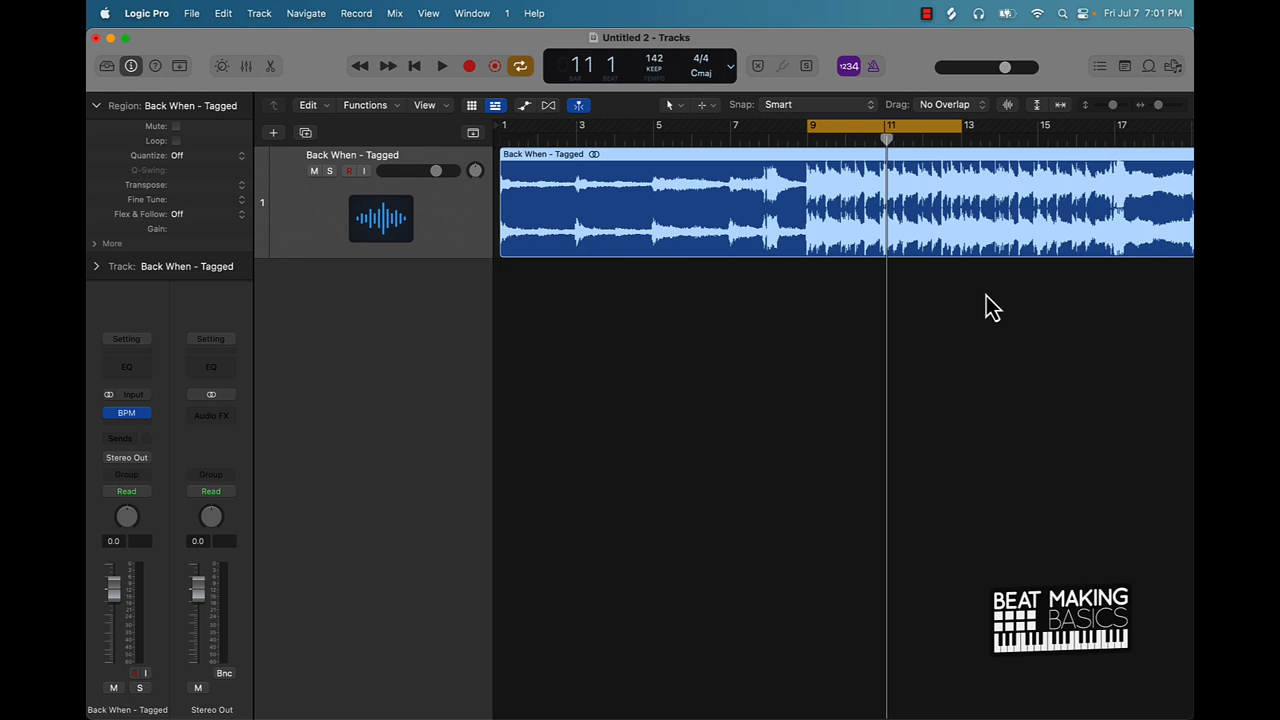 Logic Pro File Edit Track Navigate Record Mix View Window 1 Help Fri Jul 7 7:01 PM
Untitled 2 - Tracks
11 1 142 4/4
KEEP
BAR BEAT TEMPO Cmaj
1234
Region: Back When - Tagged
Edit Functions View Snap: Smart Drag: No Overlap
Mute:
Loop:
Quantize: Off
Q-Swing:
Transpose:
Fine Tune:
Flex & Follow: Off
Gain:
More
Track: Back When - Tagged
1 3 5 7 9 11 13 15 17
1
Back When - Tagged
M S R I
Back When - Tagged
Setting Setting
EQ EQ
Input
BPM Audio FX
Sends
Stereo Out
Group Group
Read Read
0.0 0.0
R I Bnc
M S M
Back When - Tagged Stereo Out
BEAT MAKING
BASICS